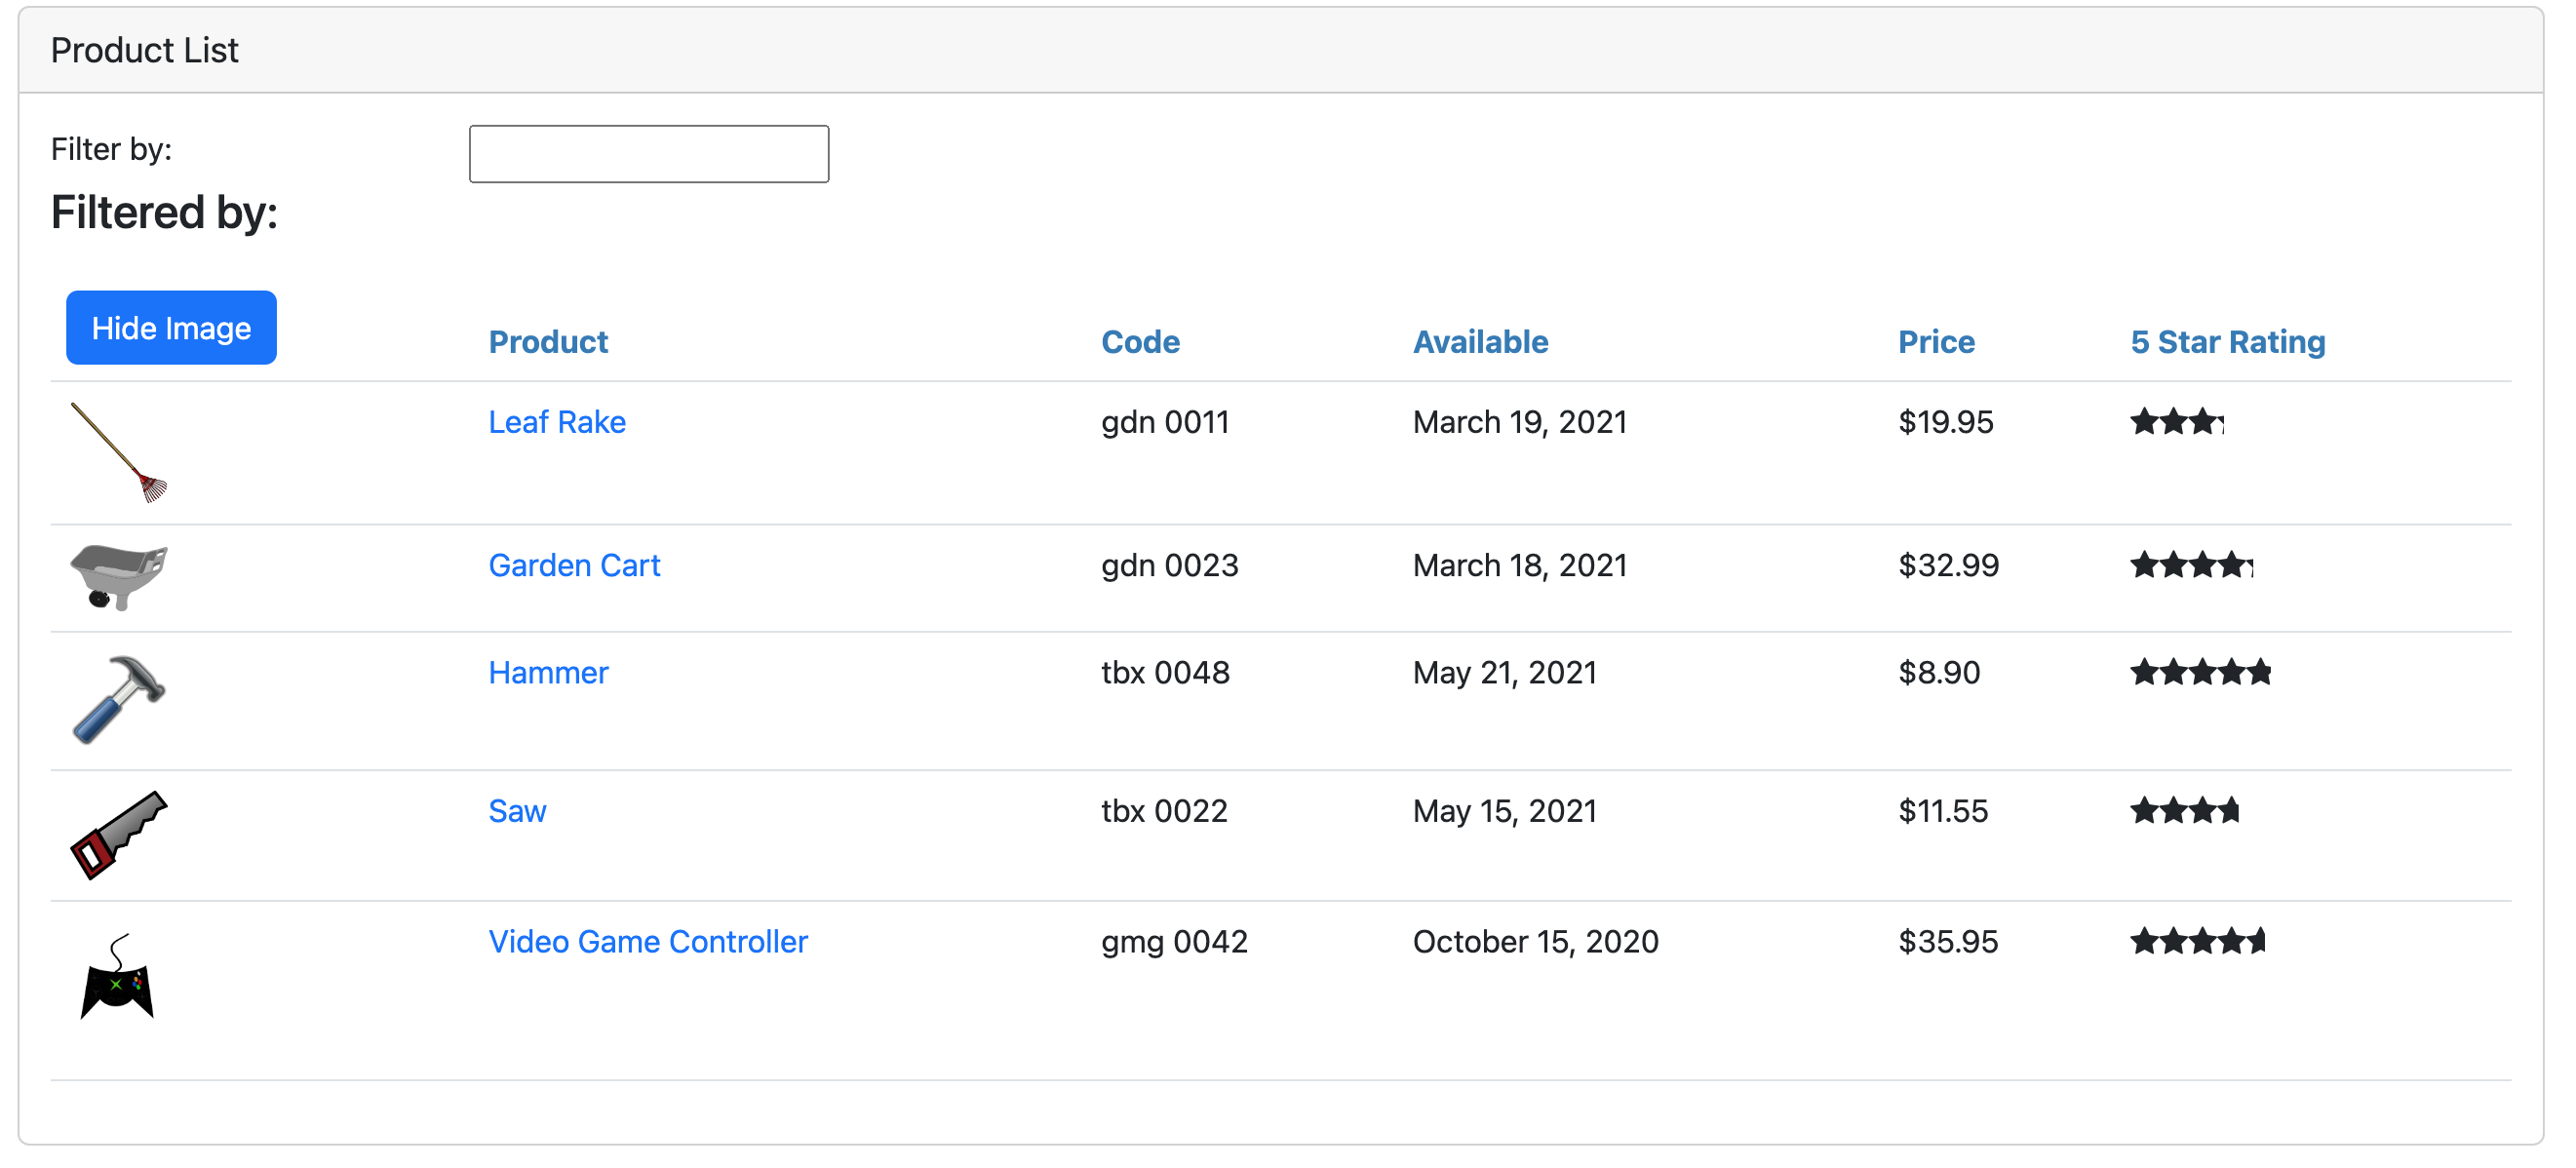 Product List
Filter by:
Filtered by:
Hide Image Product Code Available Price 5 Star Rating
Leaf Rake gdn 0011 March 19, 2021 $19.95
Garden Cart gdn 0023 March 18, 2021 $32.99
Hammer tbx 0048 May 21, 2021 $8.90
Saw tbx 0022 May 15, 2021 $11.55
Video Game Controller gmg 0042 October 15, 2020 $35.95